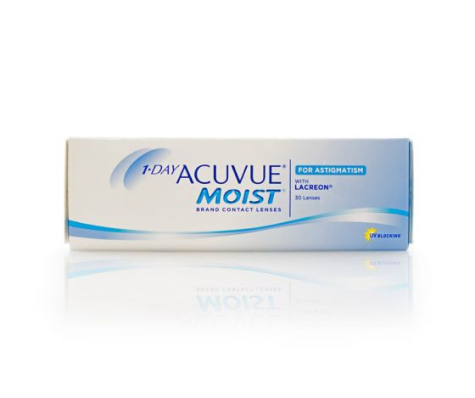 1·DAY ACUVUE®
MOIST®
BRAND CONTACT LENSES
FOR ASTIGMATISM
WITH
LACREON®
30 Lenses
UV BLOCKING